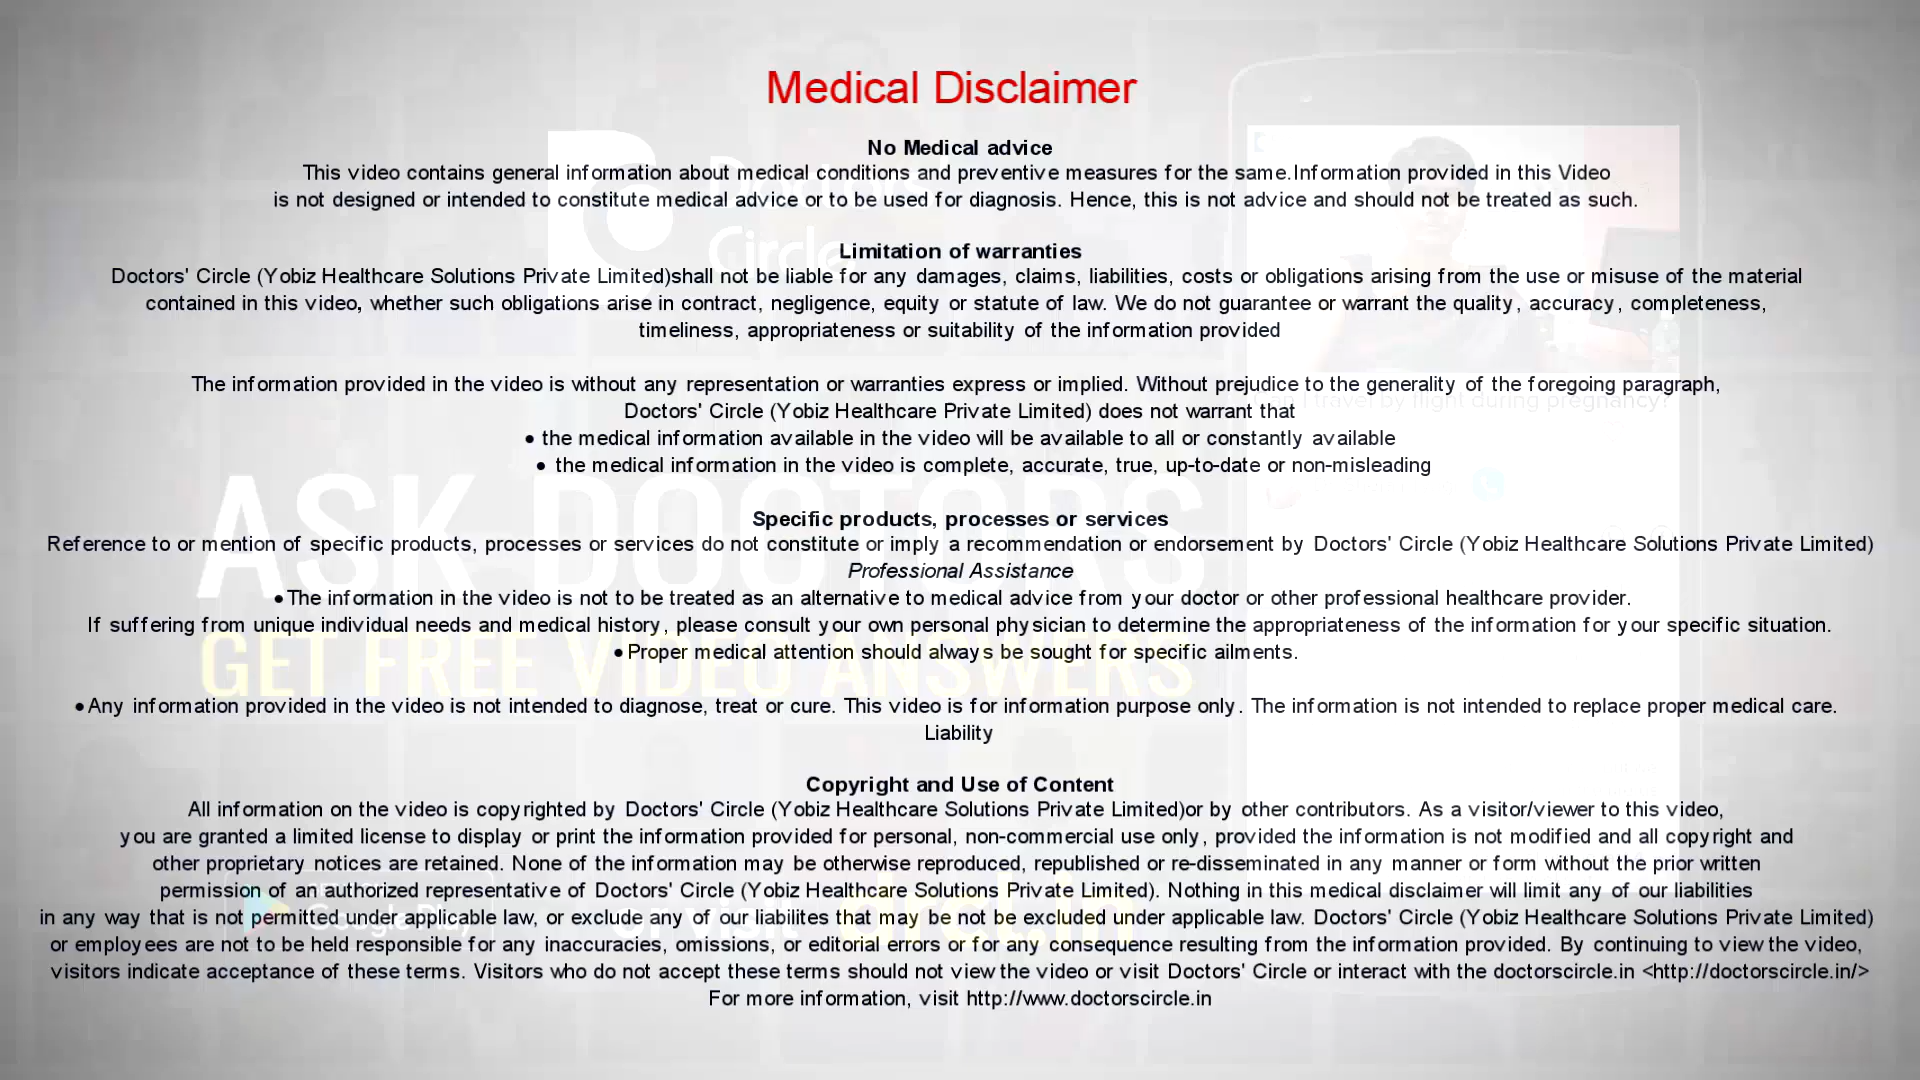 Medical Disclaimer
No Medical advice
This video contains general information about medical conditions and preventive measures for the same.Information provided in this Video
is not designed or intended to constitute medical advice or to be used for diagnosis. Hence, this is not advice and should not be treated as such.
Doctors'
Circle
Limitation of warranties
Doctors' Circle (Yobiz Healthcare Solutions Private Limited)shall not be liable for any damages, claims, liabilities, costs or obligations arising from the use or misuse of the material
contained in this video, whether such obligations arise in contract, negligence, equity or statute of law. We do not guarantee or warrant the quality, accuracy, completeness,
timeliness, appropriateness or suitability of the information provided
The information provided in the video is without any representation or warranties express or implied. Without prejudice to the generality of the foregoing paragraph,
Doctors' Circle (Yobiz Healthcare Private Limited) does not warrant that
Can I travel by flight during pregnancy?
• the medical information available in the video will be available to all or constantly available
• the medical information in the video is complete, accurate, true, up-to-date or non-misleading
ASK DOCTORS
Specific products, processes or services
Reference to or mention of specific products, processes or services do not constitute or imply a recommendation or endorsement by Doctors' Circle (Yobiz Healthcare Solutions Private Limited)
Professional Assistance
•The information in the video is not to be treated as an alternative to medical advice from your doctor or other professional healthcare provider.
If suffering from unique individual needs and medical history, please consult your own personal physician to determine the appropriateness of the information for your specific situation.
•Proper medical attention should always be sought for specific ailments.
GET FREE VIDEO ANSWERS
•Any information provided in the video is not intended to diagnose, treat or cure. This video is for information purpose only. The information is not intended to replace proper medical care.
Liability
Copyright and Use of Content
All information on the video is copyrighted by Doctors' Circle (Yobiz Healthcare Solutions Private Limited)or by other contributors. As a visitor/viewer to this video,
you are granted a limited license to display or print the information provided for personal, non-commercial use only, provided the information is not modified and all copyright and
other proprietary notices are retained. None of the information may be otherwise reproduced, republished or re-disseminated in any manner or form without the prior written
permission of an authorized representative of Doctors' Circle (Yobiz Healthcare Solutions Private Limited). Nothing in this medical disclaimer will limit any of our liabilities
in any way that is not permitted under applicable law, or exclude any of our liabilites that may be not be excluded under applicable law. Doctors' Circle (Yobiz Healthcare Solutions Private Limited)
Google Play
or visit drcl.in
or employees are not to be held responsible for any inaccuracies, omissions, or editorial errors or for any consequence resulting from the information provided. By continuing to view the video,
visitors indicate acceptance of these terms. Visitors who do not accept these terms should not view the video or visit Doctors' Circle or interact with the doctorscircle.in <http://doctorscircle.in/>
For more information, visit http://www.doctorscircle.in